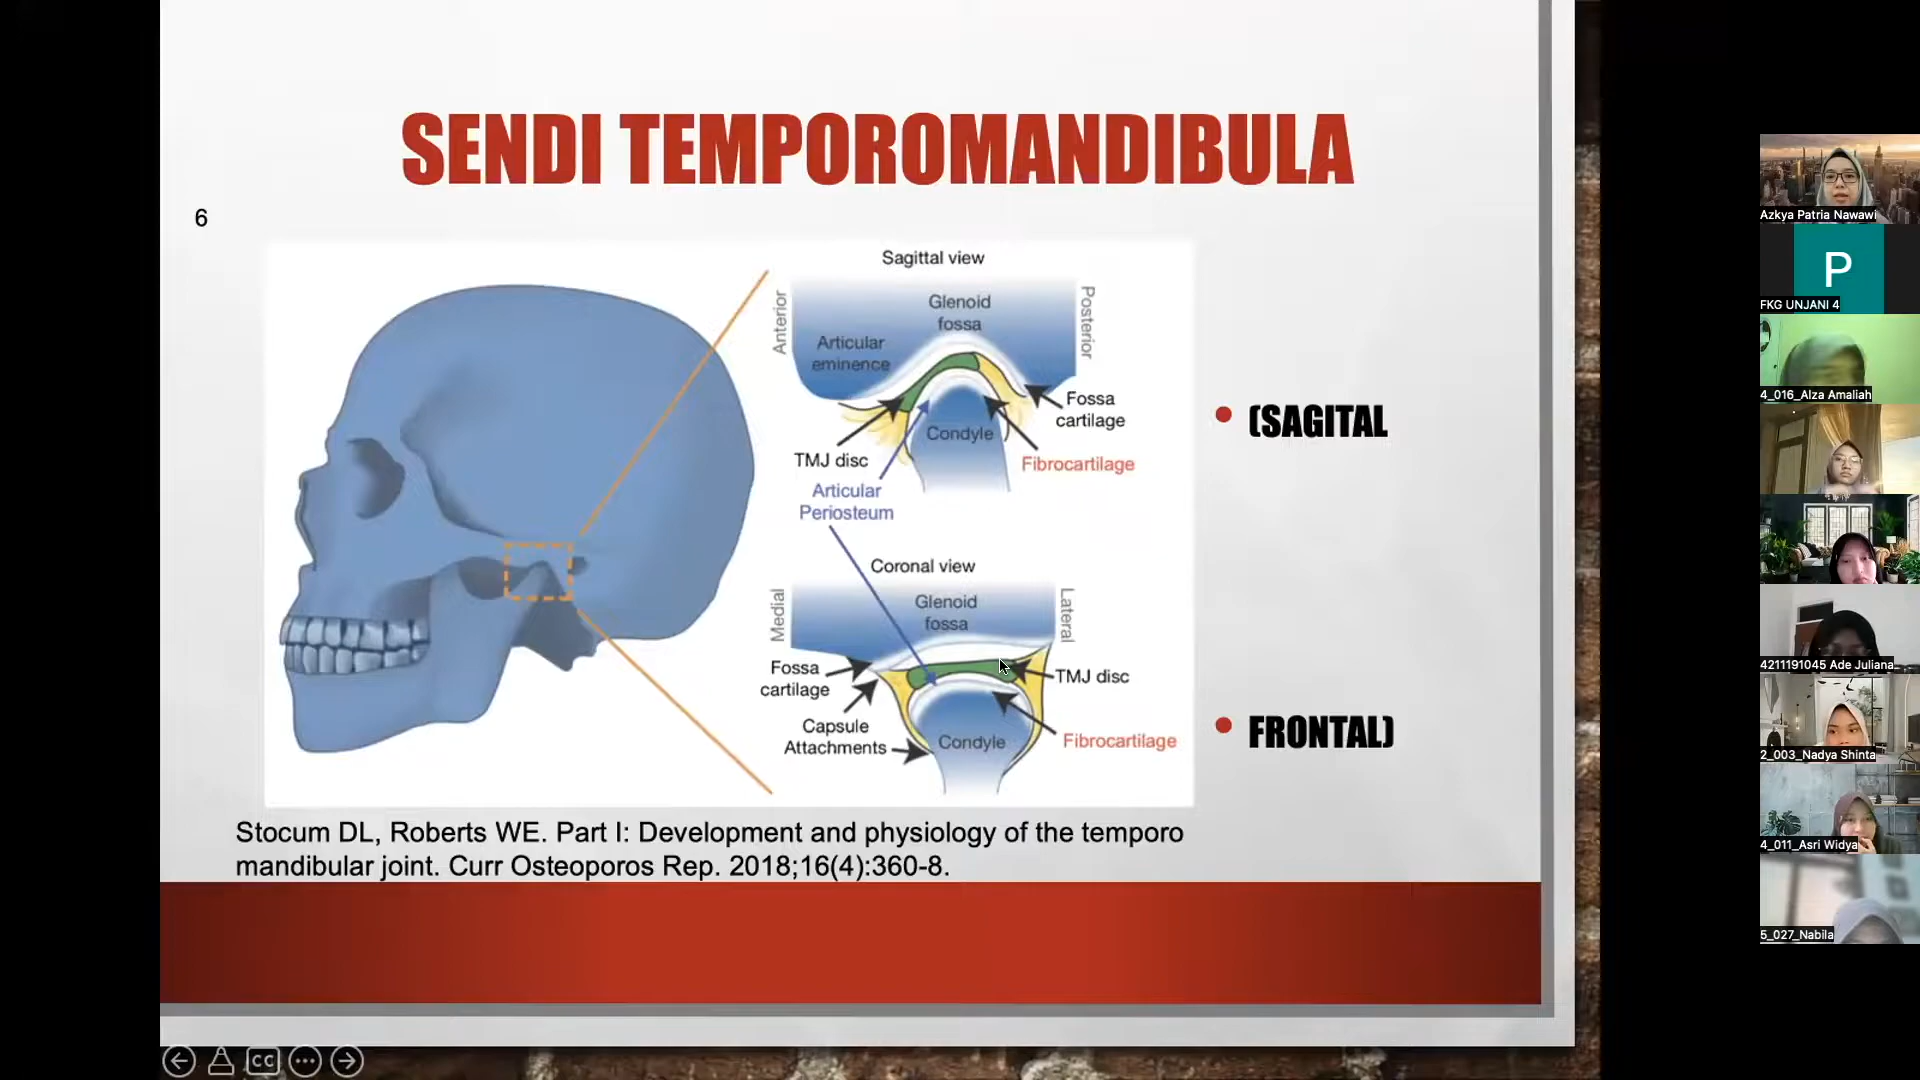 SENDI TEMPOROMANDIBULA
6
Sagittal view
Anterior
Glenoid
fossa
Posterior
Articular
eminence
Fossa
cartilage
Condyle
TMJ disc
Fibrocartilage
Articular
Periosteum
Coronal view
Medial
Glenoid
fossa
Lateral
Fossa
cartilage
TMJ disc
Capsule
Attachments
Condyle
Fibrocartilage
• (SAGITAL
• FRONTAL)
Stocum DL, Roberts WE. Part I: Development and physiology of the temporo
mandibular joint. Curr Osteoporos Rep. 2018;16(4):360-8.
CC
Azkya Patria Nawawi
P
FKG UNJANI 4
4_016_Alza Amaliah
4211191045 Ade Juliana_
2_003_Nadya Shinta
4_011_Asri Widya
5_027_Nabila